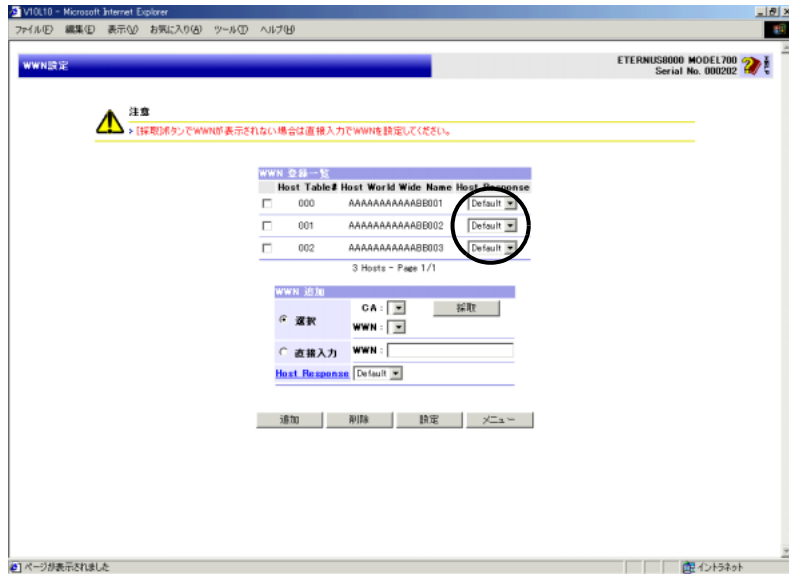 V10L10 - Microsoft Internet Explorer
ファイル(F) 編集(E) 表示(V) お気に入り(A) ツール(T) ヘルプ(H)
WWN設定
ETERNUS8000 MODEL700
Serial No. 000202
注意
[採取]ボタンでWWNが表示されない場合は直接入力でWWNを設定してください。
WWN 登録一覧
Host Table# Host World Wide Name Host Response
000 AAAAAAAAAAABB001 Default
001 AAAAAAAAAAABB002 Default
002 AAAAAAAAAAABB003 Default
3 Hosts - Page 1/1
WWN 追加
選択 CA : 採取
WWN :
直接入力 WWN :
Host Response Default
追加 削除 設定 メニュー
ページが表示されました イントラネット